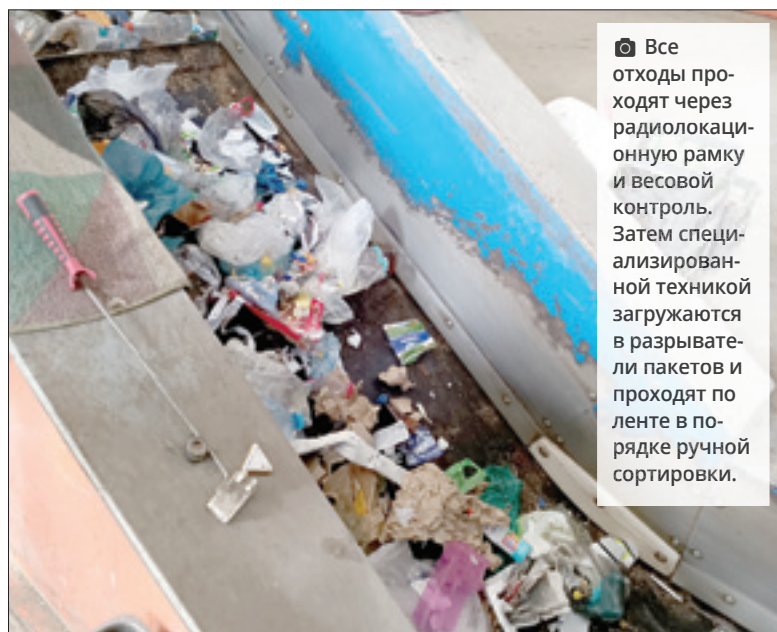 Все
отходы про-
ходят через
радиолокаци-
онную рамку
и весовой
контроль.
Затем специ-
ализирован-
ной техникой
загружаются
в разрывате-
ли пакетов и
проходят по
ленте в по-
рядке ручной
сортировки.